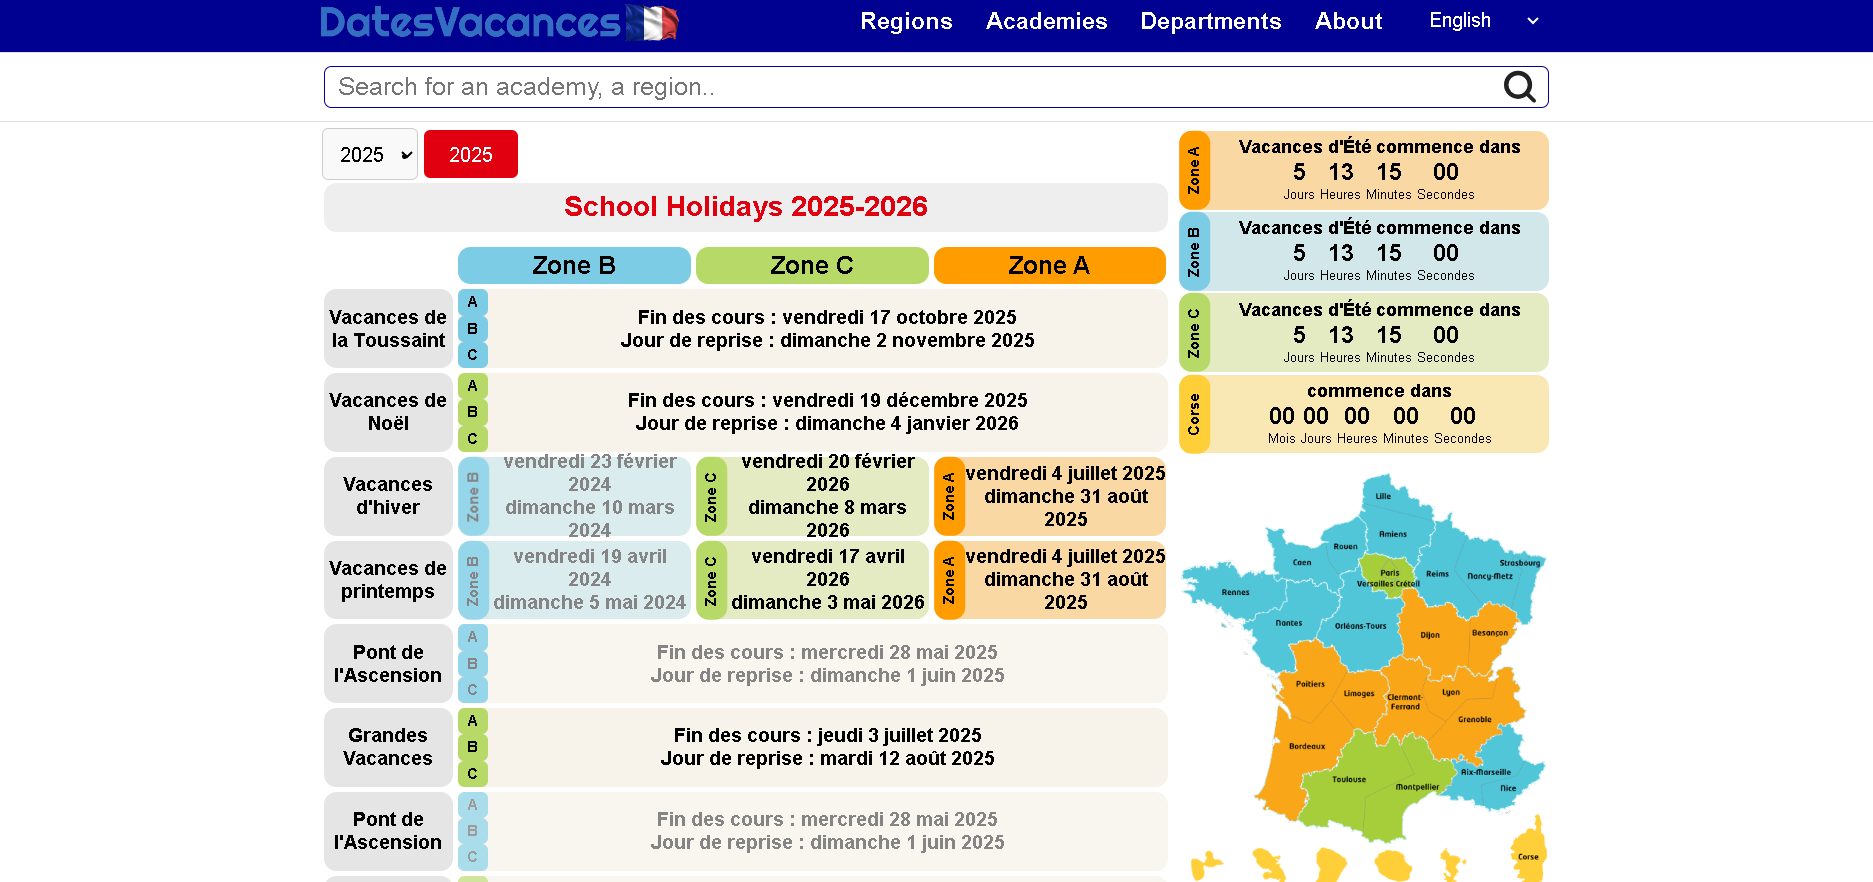 DatesVacances
Regions
Academies
Departments
About
English
Search for an academy, a region..
2025
2025
School Holidays 2025-2026
Zone B
Zone C
Zone A
Vacances de
la Toussaint
A
B
C
Fin des cours : vendredi 17 octobre 2025
Jour de reprise : dimanche 2 novembre 2025
Vacances de
Noël
A
B
C
Fin des cours : vendredi 19 décembre 2025
Jour de reprise : dimanche 4 janvier 2026
Vacances
d'hiver
Zone B
vendredi 23 février
2024
dimanche 10 mars
2024
Zone C
vendredi 20 février
2026
dimanche 8 mars
2026
Zone A
vendredi 4 juillet 2025
dimanche 31 août
2025
Vacances de
printemps
Zone B
vendredi 19 avril
2024
dimanche 5 mai 2024
Zone C
vendredi 17 avril
2026
dimanche 3 mai 2026
Zone A
vendredi 4 juillet 2025
dimanche 31 août
2025
Pont de
l'Ascension
A
B
C
Fin des cours : mercredi 28 mai 2025
Jour de reprise : dimanche 1 juin 2025
Grandes
Vacances
A
B
C
Fin des cours : jeudi 3 juillet 2025
Jour de reprise : mardi 12 août 2025
Pont de
l'Ascension
A
B
C
Fin des cours : mercredi 28 mai 2025
Jour de reprise : dimanche 1 juin 2025
Zone A
Vacances d'Été commence dans
5 13 15 00
Jours Heures Minutes Secondes
Zone B
Vacances d'Été commence dans
5 13 15 00
Jours Heures Minutes Secondes
Zone C
Vacances d'Été commence dans
5 13 15 00
Jours Heures Minutes Secondes
Corse
commence dans
00 00 00 00 00
Mois Jours Heures Minutes Secondes
Lille
Amiens
Rouen
Caen
Strasbourg
Paris
Reims
Nancy-Metz
Versailles Créteil
Rennes
Nantes
Orléans-Tours
Dijon
Besançon
Poitiers
Limoges
Clermont-
Ferrand
Lyon
Grenoble
Bordeaux
Aix-Marseille
Toulouse
Montpellier
Nice
Corse